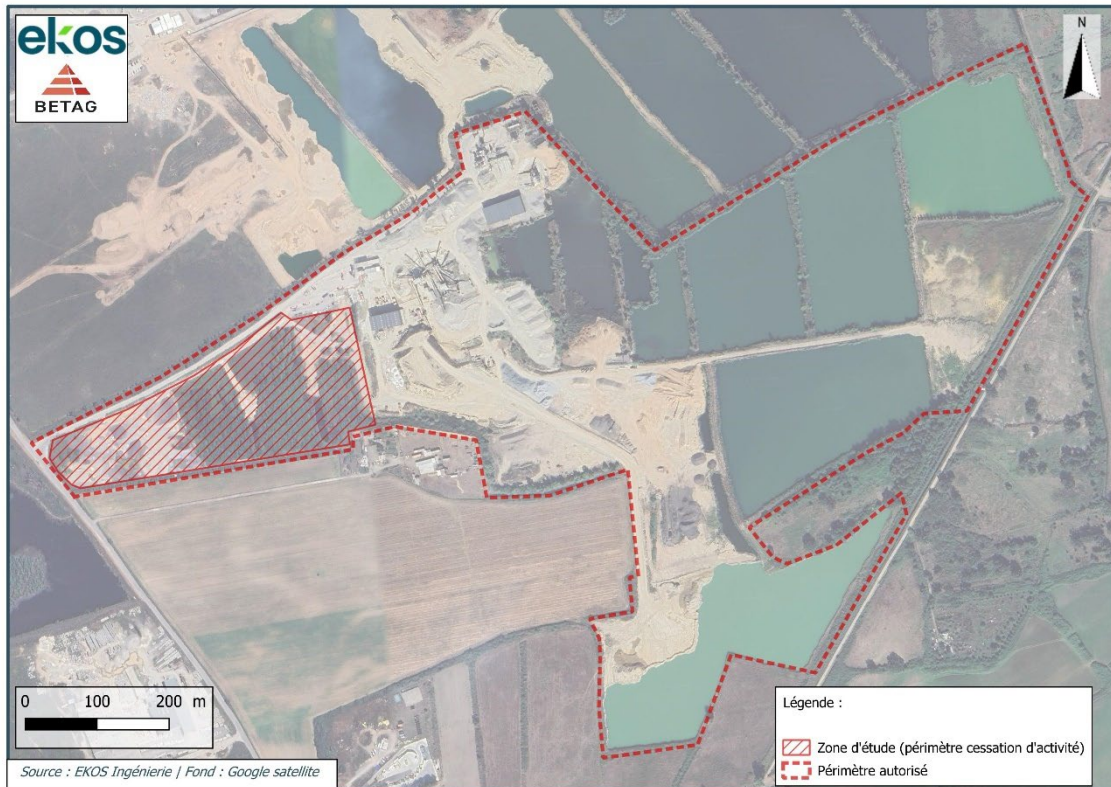 ekos
BETAG
N
0 100 200 m
Source : EKOS Ingénierie | Fond : Google satellite
Légende :
Zone d'étude (périmètre cessation d'activité)
Périmètre autorisé